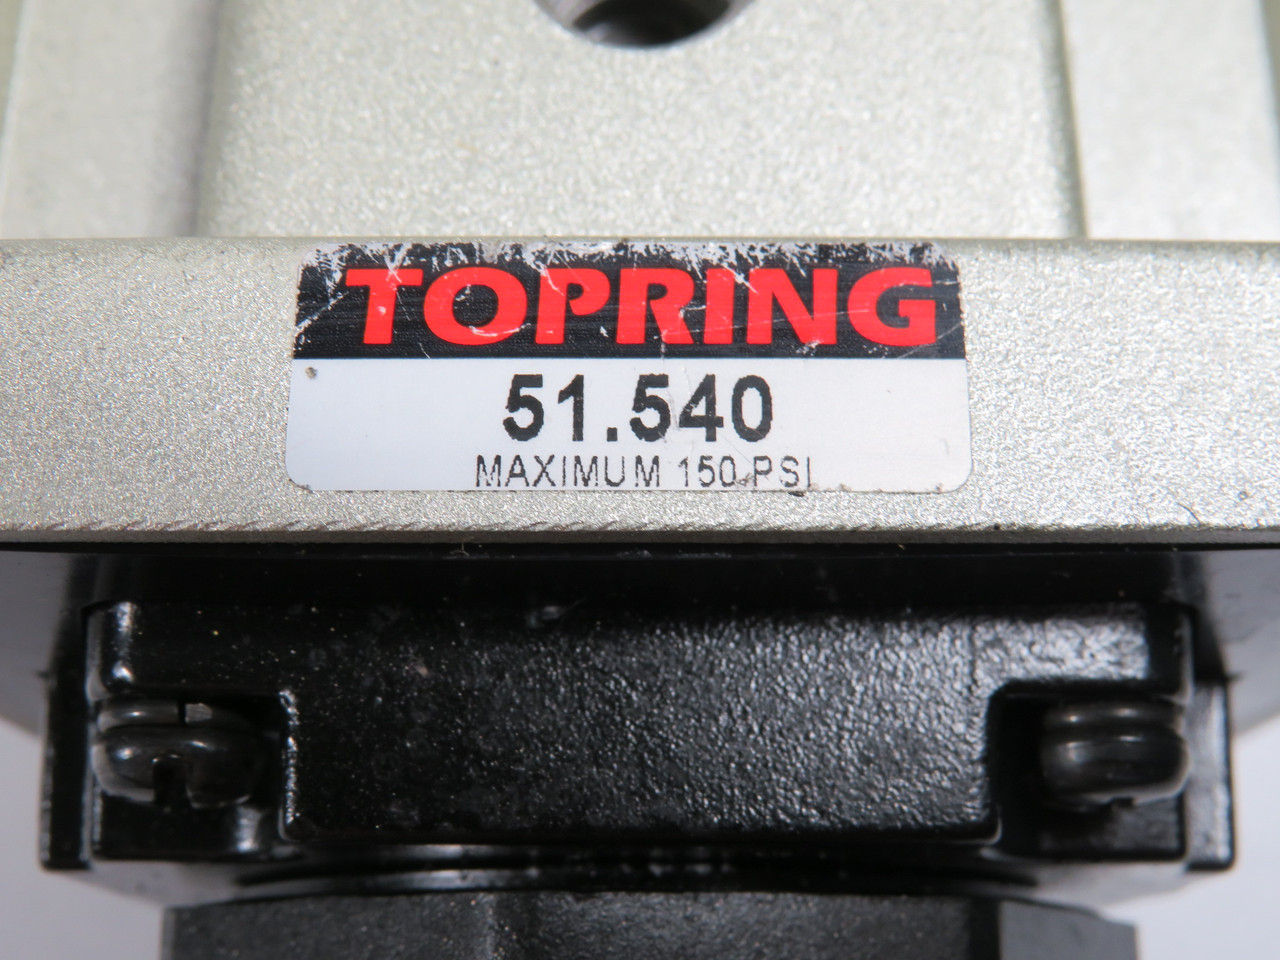 TOPRING
51.540
MAXIMUM 150 PSI